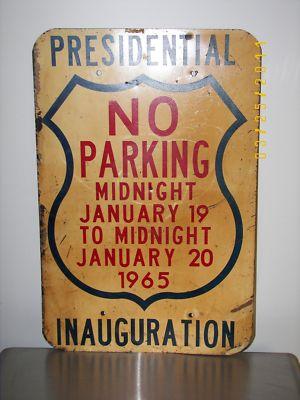 PRESIDENTIAL
NO
PARKING
MIDNIGHT
JANUARY 19
TO MIDNIGHT
JANUARY 20
1965
INAUGURATION